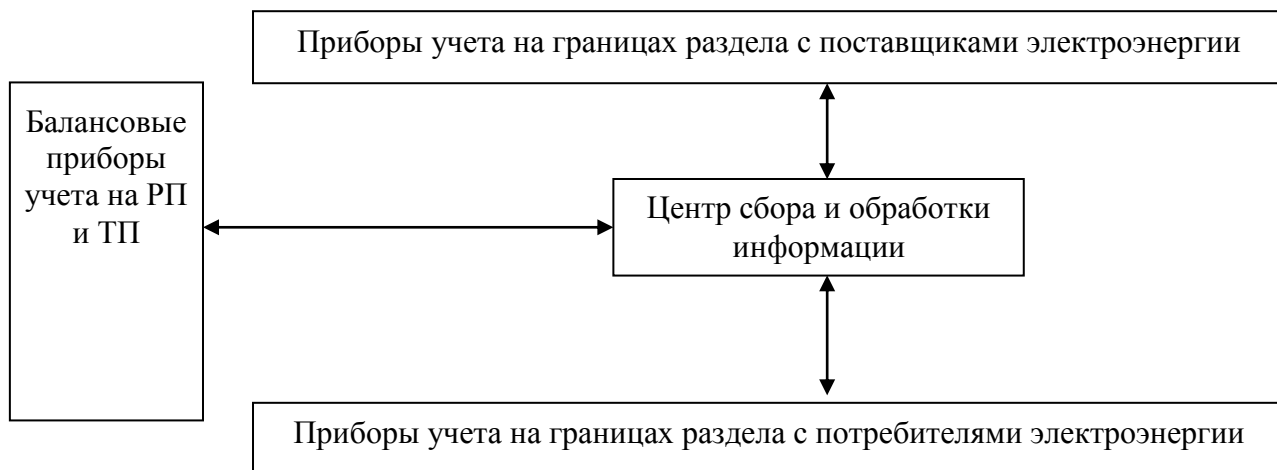 Приборы учета на границах раздела с поставщиками электроэнергии
Балансовые
приборы
учета на РП
и ТП
Центр сбора и обработки
информации
Приборы учета на границах раздела с потребителями электроэнергии